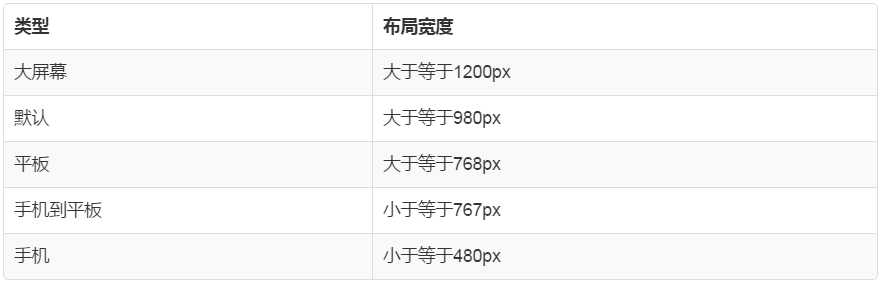 类型 布局宽度
大屏幕 大于等于1200px
默认 大于等于980px
平板 大于等于768px
手机到平板 小于等于767px
手机 小于等于480px